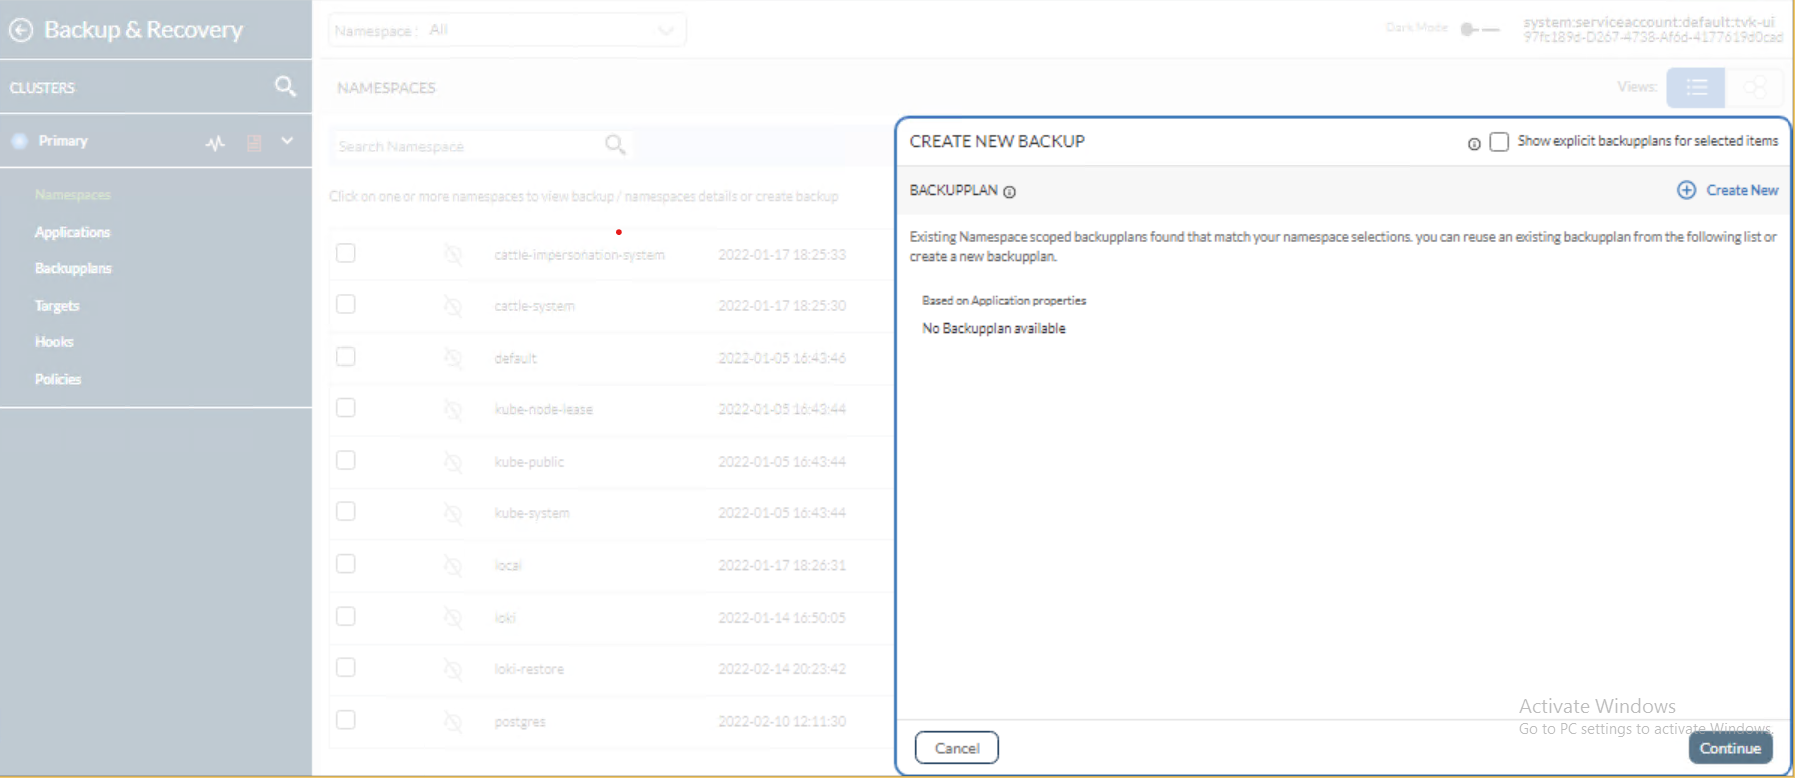 Backup & Recovery
Namespace : All
Dark Mode
system:serviceaccount:default:tvk-ui
97fc189d-D267-4738-Af6d-4177619d0cad
CLUSTERS
NAMESPACES
Views:
Primary
Search Namespace
Click on one or more namespaces to view backup / namespaces details or create backup
Namespaces
Applications
Backupplans
Targets
Hooks
Policies
cattle-impersonation-system 2022-01-17 18:25:33
cattle-system 2022-01-17 18:25:30
default 2022-01-05 16:43:46
kube-node-lease 2022-01-05 16:43:44
kube-public 2022-01-05 16:43:44
kube-system 2022-01-05 16:43:44
local 2022-01-17 18:26:31
loki 2022-01-14 16:50:05
loki-restore 2022-02-14 20:23:42
postgres 2022-02-10 12:11:30
CREATE NEW BACKUP
Show explicit backupplans for selected items
BACKUPPLAN
Create New
Existing Namespace scoped backupplans found that match your namespace selections. you can reuse an existing backupplan from the following list or
create a new backupplan.
Based on Application properties
No Backupplan available
Activate Windows
Go to PC settings to activate Windows.
Cancel
Continue